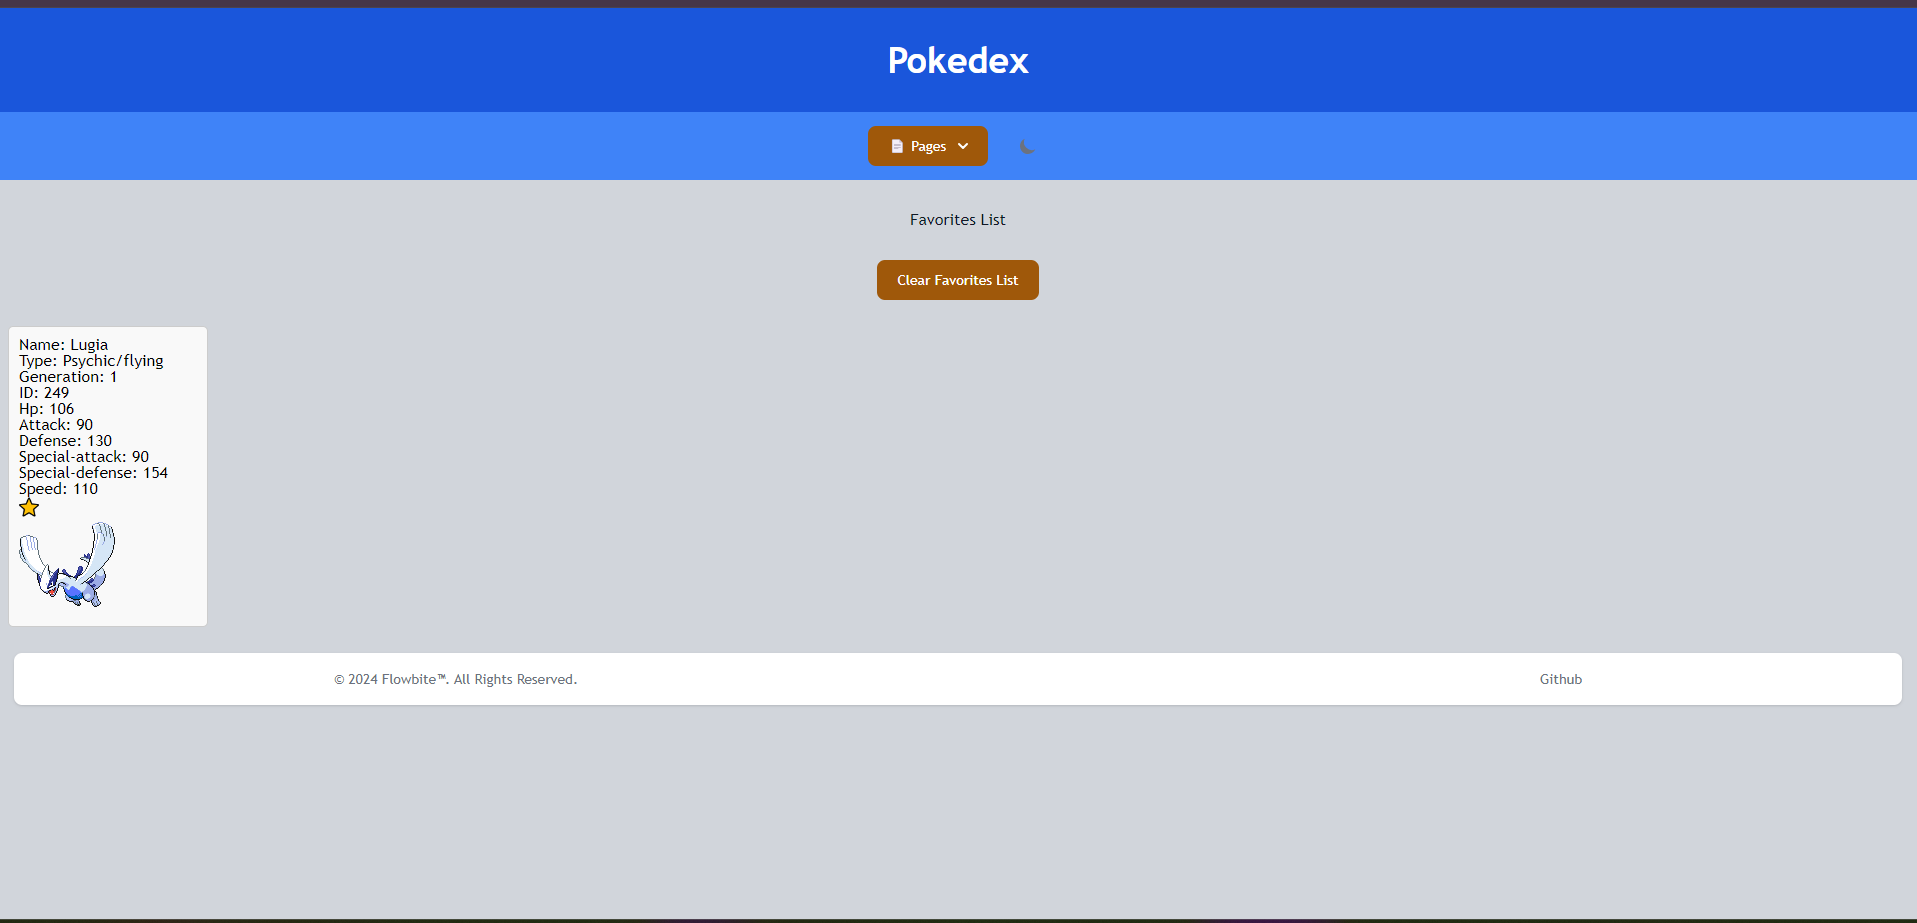 Pokedex
Pages
Favorites List
Clear Favorites List
Name: Lugia
Type: Psychic/flying
Generation: 1
ID: 249
Hp: 106
Attack: 90
Defense: 130
Special-attack: 90
Special-defense: 154
Speed: 110
© 2024 Flowbite™. All Rights Reserved.
Github